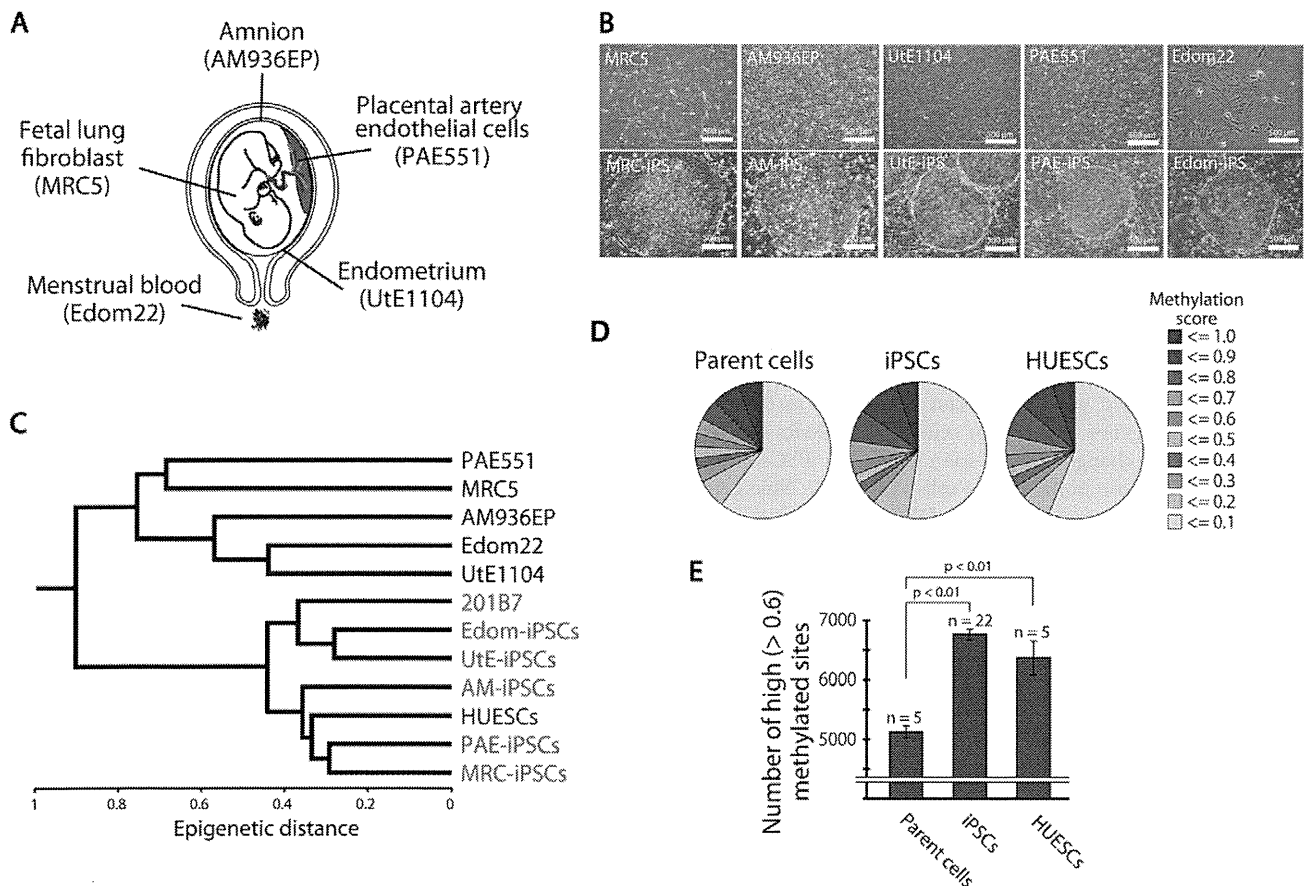 A
Amnion
(AM936EP)
Placental artery
endothelial cells
(PAE551)
Fetal lung
fibroblast
(MRC5)
Endometrium
(UtE1104)
Menstrual blood
(Edom22)
B
MRC5
AM936EP
UtE1104
PAE551
Edom22
500 µm
MRC-iPS
AM-iPS
UtE-iPS
PAE-iPS
Edom-iPS
C
PAE551
MRC5
AM936EP
Edom22
UtE1104
201B7
Edom-iPSCs
UtE-iPSCs
AM-iPSCs
HUESCs
PAE-iPSCs
MRC-iPSCs
1 0.8 0.6 0.4 0.2 0
Epigenetic distance
D
Parent cells
iPSCs
HUESCs
Methylation
score
<= 1.0
<= 0.9
<= 0.8
<= 0.7
<= 0.6
<= 0.5
<= 0.4
<= 0.3
<= 0.2
<= 0.1
E
Number of high (> 0.6)
methylated sites
7000
6000
5000
p < 0.01
p < 0.01
n = 5
n = 22
n = 5
Parent cells
iPSCs
HUESCs